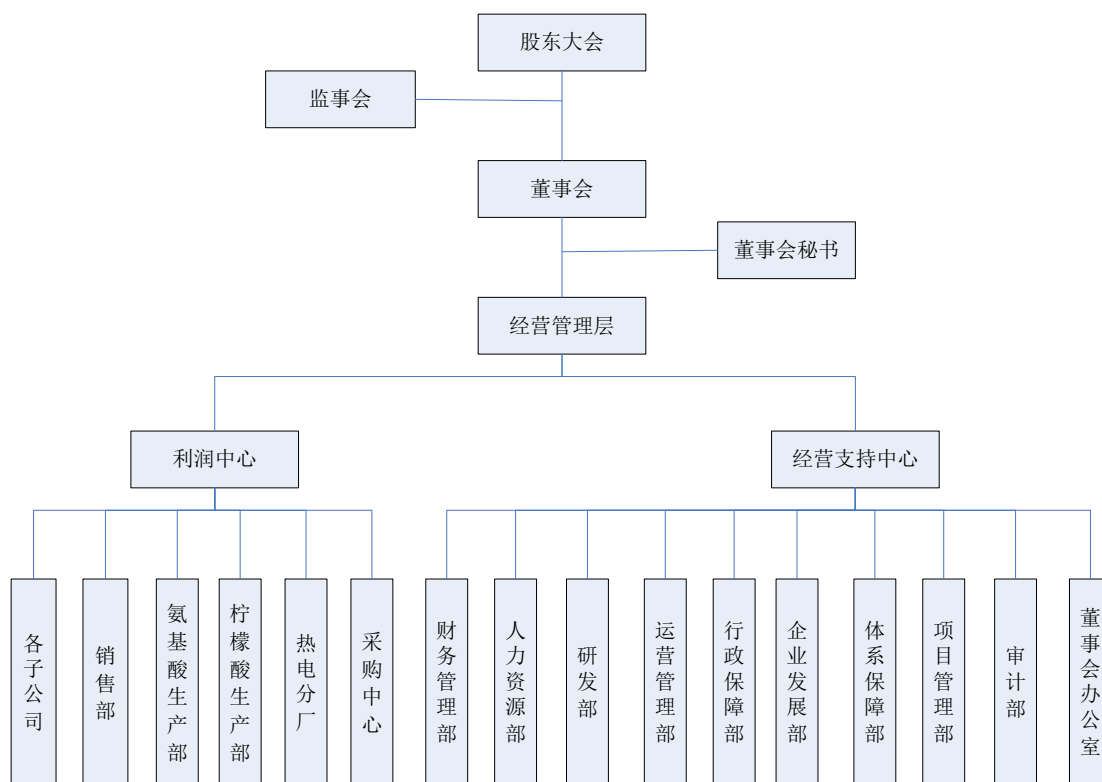 股东大会
监事会
董事会
董事会秘书
经营管理层
利润中心
经营支持中心
各子公司
销售部
氨基酸生产部
柠檬酸生产部
热电分厂
采购中心
财务管理部
人力资源部
研发部
运营管理部
行政保障部
企业发展部
体系保障部
项目管理部
审计部
董事会办公室